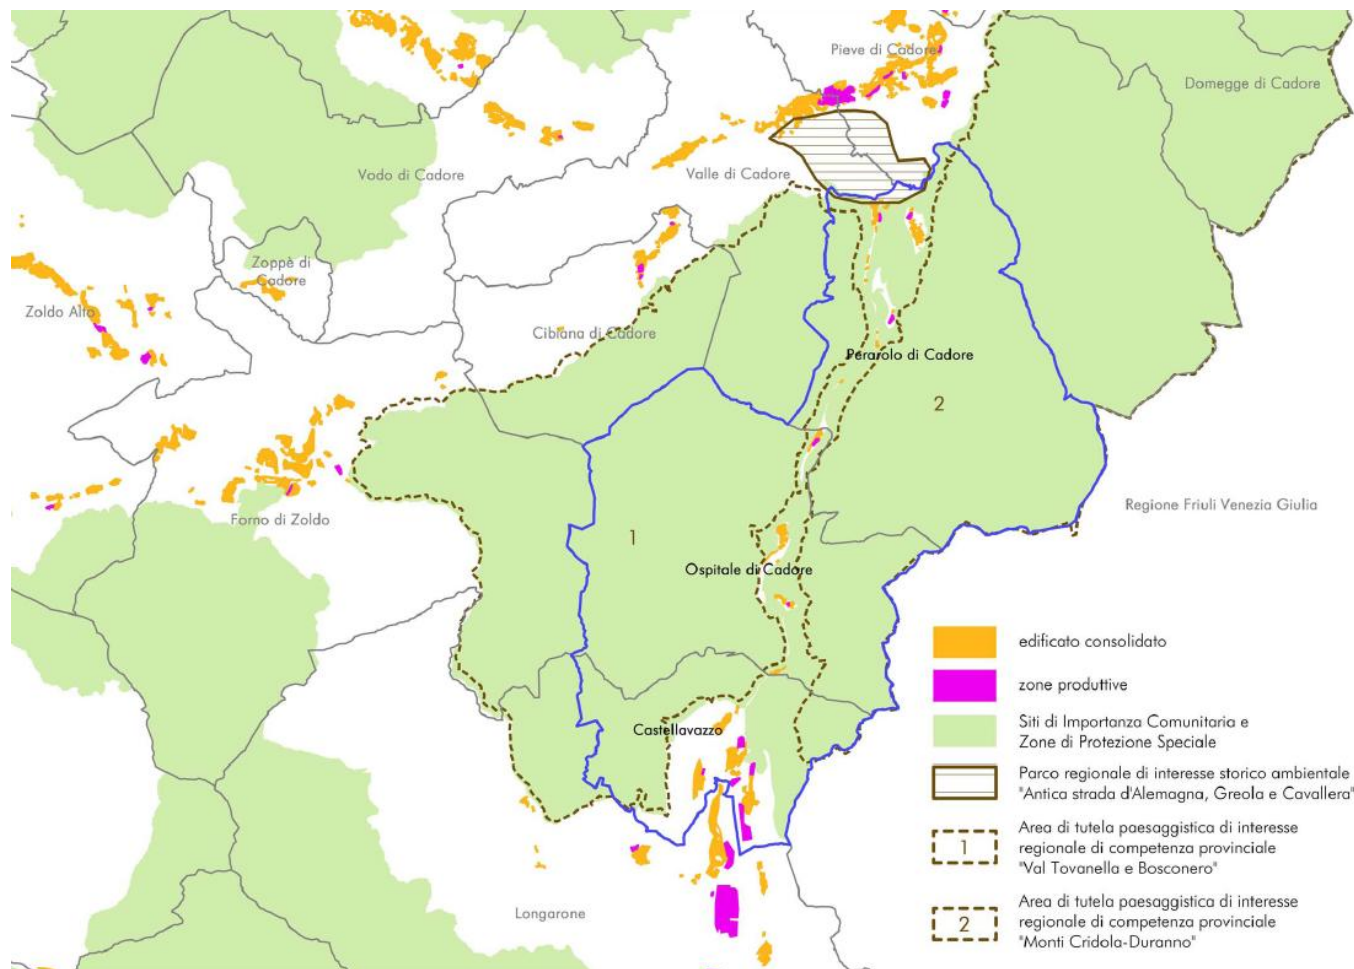 Pieve di Cadore
Domegge di Cadore
Vodo di Cadore
Valle di Cadore
Zoppè di
Cadore
Zoldo Alto
Cibiana di Cadore
Perarolo di Cadore
2
Regione Friuli Venezia Giulia
Forno di Zoldo
1
Ospitale di Cadore
Castellavazzo
Longarone
edificato consolidato
zone produttive
Siti di Importanza Comunitaria e
Zone di Protezione Speciale
Parco regionale di interesse storico ambientale
"Antica strada d'Alemagna, Greola e Cavallera"
Area di tutela paesaggistica di interesse
1
regionale di competenza provinciale
"Val Tovanella e Bosconero"
Area di tutela paesaggistica di interesse
2
regionale di competenza provinciale
"Monti Cridola-Duranno"